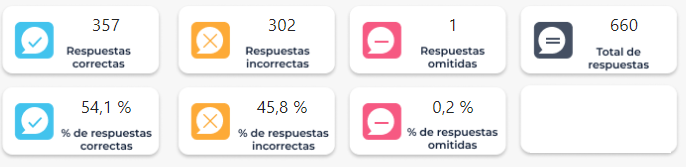 357
Respuestas
correctas
302
Respuestas
incorrectas
1
Respuestas
omitidas
660
Total de
respuestas
54,1 %
% de respuestas
correctas
45,8 %
% de respuestas
incorrectas
0,2 %
% de respuestas
omitidas